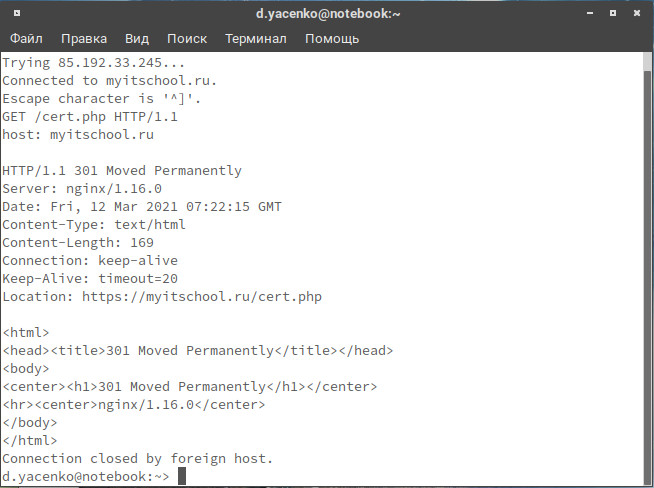 d.yacenko@notebook:~
Файл Правка Вид Поиск Терминал Помощь
Trying 85.192.33.245...
Connected to myitschool.ru.
Escape character is '^]'.
GET /cert.php HTTP/1.1
host: myitschool.ru

HTTP/1.1 301 Moved Permanently
Server: nginx/1.16.0
Date: Fri, 12 Mar 2021 07:22:15 GMT
Content-Type: text/html
Content-Length: 169
Connection: keep-alive
Keep-Alive: timeout=20
Location: https://myitschool.ru/cert.php

<html>
<head><title>301 Moved Permanently</title></head>
<body>
<center><h1>301 Moved Permanently</h1></center>
<hr><center>nginx/1.16.0</center>
</body>
</html>
Connection closed by foreign host.
d.yacenko@notebook:~>